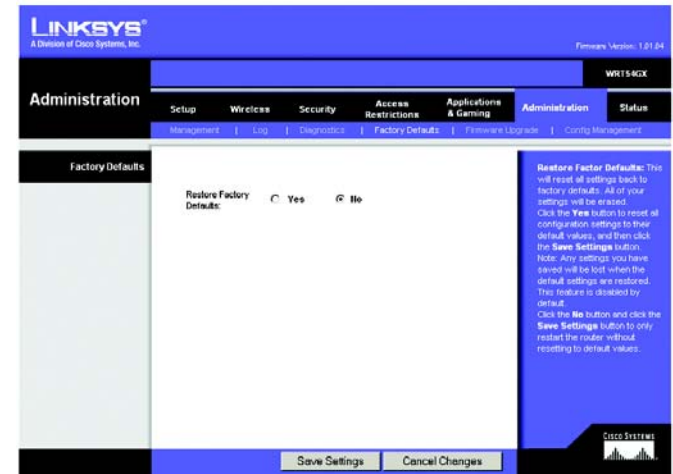 LINKSYS®
A Division of Cisco Systems, Inc.
Firmware Version: 1.01.04
WRT54GX
Administration
Setup Wireless Security Access Restrictions Applications & Gaming Administration Status
Management | Log | Diagnostics | Factory Defaults | Firmware Upgrade | Config Management
Factory Defaults
Restore Factory Defaults: Yes No
Restore Factor Defaults: This
will reset all settings back to
factory defaults. All of your
settings will be
erased.
Click the Yes button to reset all
configuration settings to their
default values, and then click
the Save Settings button.
Note: Any settings you have
saved will be lost when the
default settings are restored.
This feature is disabled by
default.
Click the No button and click the
Save Settings button to only
restart the router without
resetting to default values.
CISCO SYSTEMS
Save Settings Cancel Changes